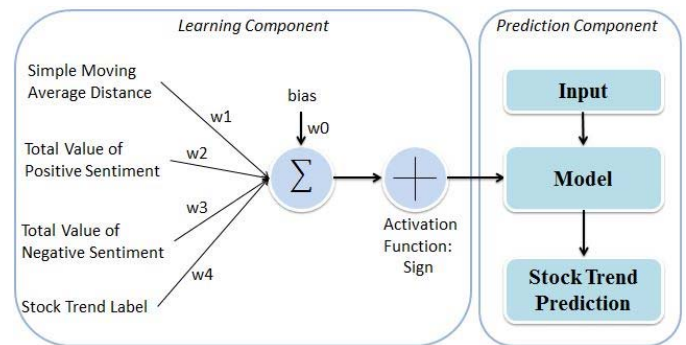 Learning Component
Simple Moving
Average Distance
w1
bias
w0
Total Value of
Positive Sentiment
w2
Σ
Total Value of
Negative Sentiment
w3
w4
Stock Trend Label
Activation
Function:
Sign
Prediction Component
Input
Model
Stock Trend
Prediction